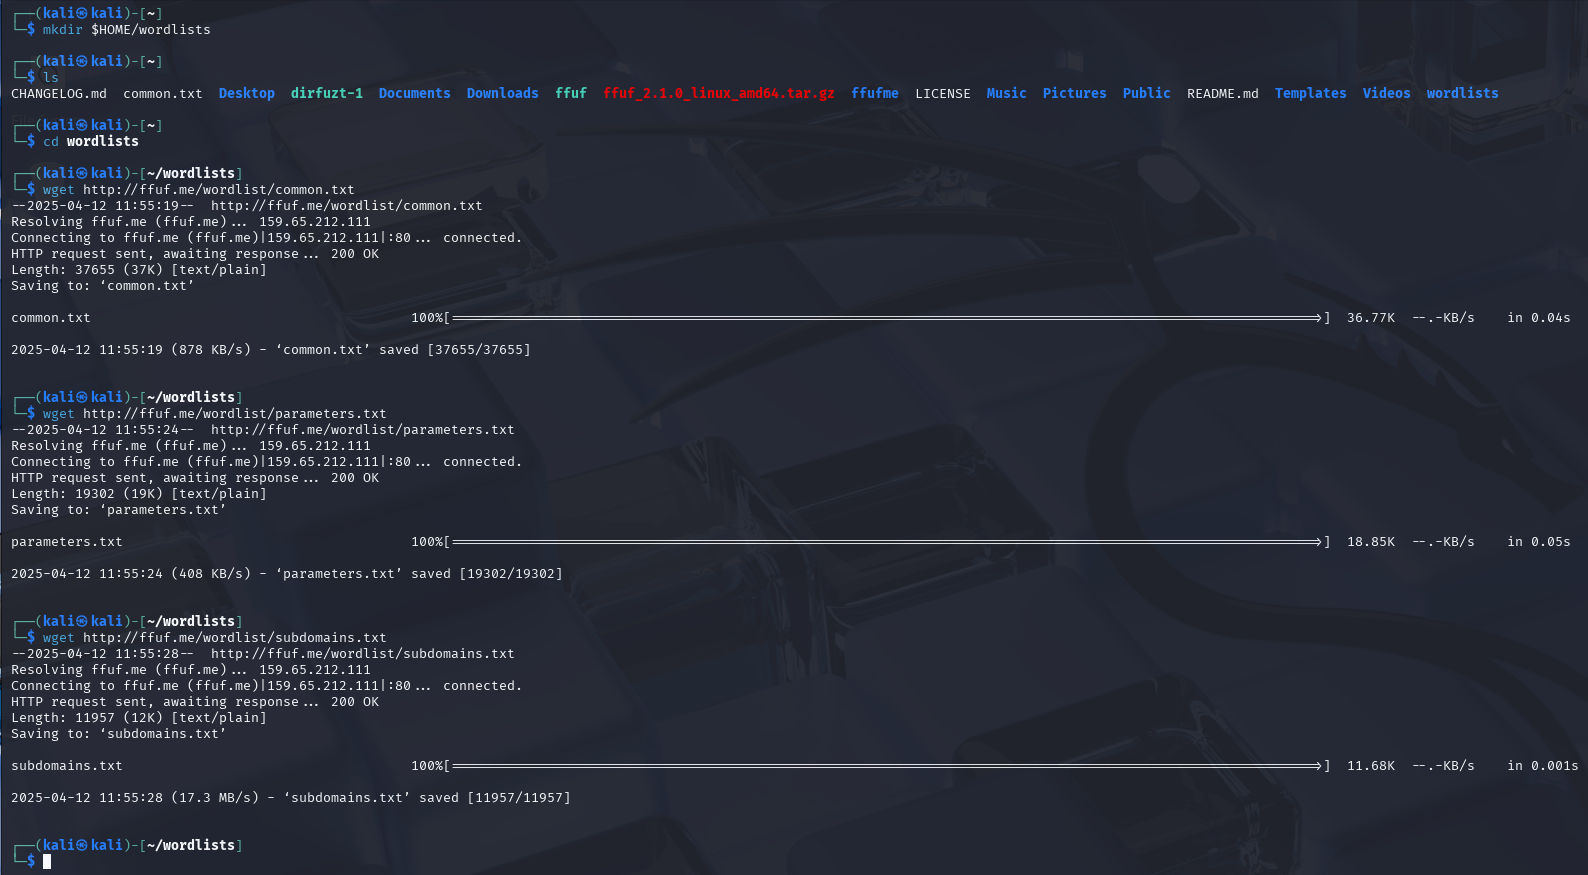 ┌──(kali㉿kali)-[~]
└─$ mkdir $HOME/wordlists
┌──(kali㉿kali)-[~]
└─$ ls
CHANGELOG.md common.txt Desktop dirfuzt-1 Documents Downloads ffuf ffuf_2.1.0_linux_amd64.tar.gz ffufme LICENSE Music Pictures Public README.md Templates Videos wordlists
┌──(kali㉿kali)-[~]
└─$ cd wordlists
┌──(kali㉿kali)-[~/wordlists]
└─$ wget http://ffuf.me/wordlist/common.txt
--2025-04-12 11:55:19-- http://ffuf.me/wordlist/common.txt
Resolving ffuf.me (ffuf.me)... 159.65.212.111
Connecting to ffuf.me (ffuf.me)|159.65.212.111|:80... connected.
HTTP request sent, awaiting response... 200 OK
Length: 37655 (37K) [text/plain]
Saving to: ‘common.txt’
common.txt 100%[==================================================>] 36.77K --.-KB/s in 0.04s
2025-04-12 11:55:19 (878 KB/s) - ‘common.txt’ saved [37655/37655]
┌──(kali㉿kali)-[~/wordlists]
└─$ wget http://ffuf.me/wordlist/parameters.txt
--2025-04-12 11:55:24-- http://ffuf.me/wordlist/parameters.txt
Resolving ffuf.me (ffuf.me)... 159.65.212.111
Connecting to ffuf.me (ffuf.me)|159.65.212.111|:80... connected.
HTTP request sent, awaiting response... 200 OK
Length: 19302 (19K) [text/plain]
Saving to: ‘parameters.txt’
parameters.txt 100%[==================================================>] 18.85K --.-KB/s in 0.05s
2025-04-12 11:55:24 (408 KB/s) - ‘parameters.txt’ saved [19302/19302]
┌──(kali㉿kali)-[~/wordlists]
└─$ wget http://ffuf.me/wordlist/subdomains.txt
--2025-04-12 11:55:28-- http://ffuf.me/wordlist/subdomains.txt
Resolving ffuf.me (ffuf.me)... 159.65.212.111
Connecting to ffuf.me (ffuf.me)|159.65.212.111|:80... connected.
HTTP request sent, awaiting response... 200 OK
Length: 11957 (12K) [text/plain]
Saving to: ‘subdomains.txt’
subdomains.txt 100%[==================================================>] 11.68K --.-KB/s in 0.001s
2025-04-12 11:55:28 (17.3 MB/s) - ‘subdomains.txt’ saved [11957/11957]
┌──(kali㉿kali)-[~/wordlists]
└─$